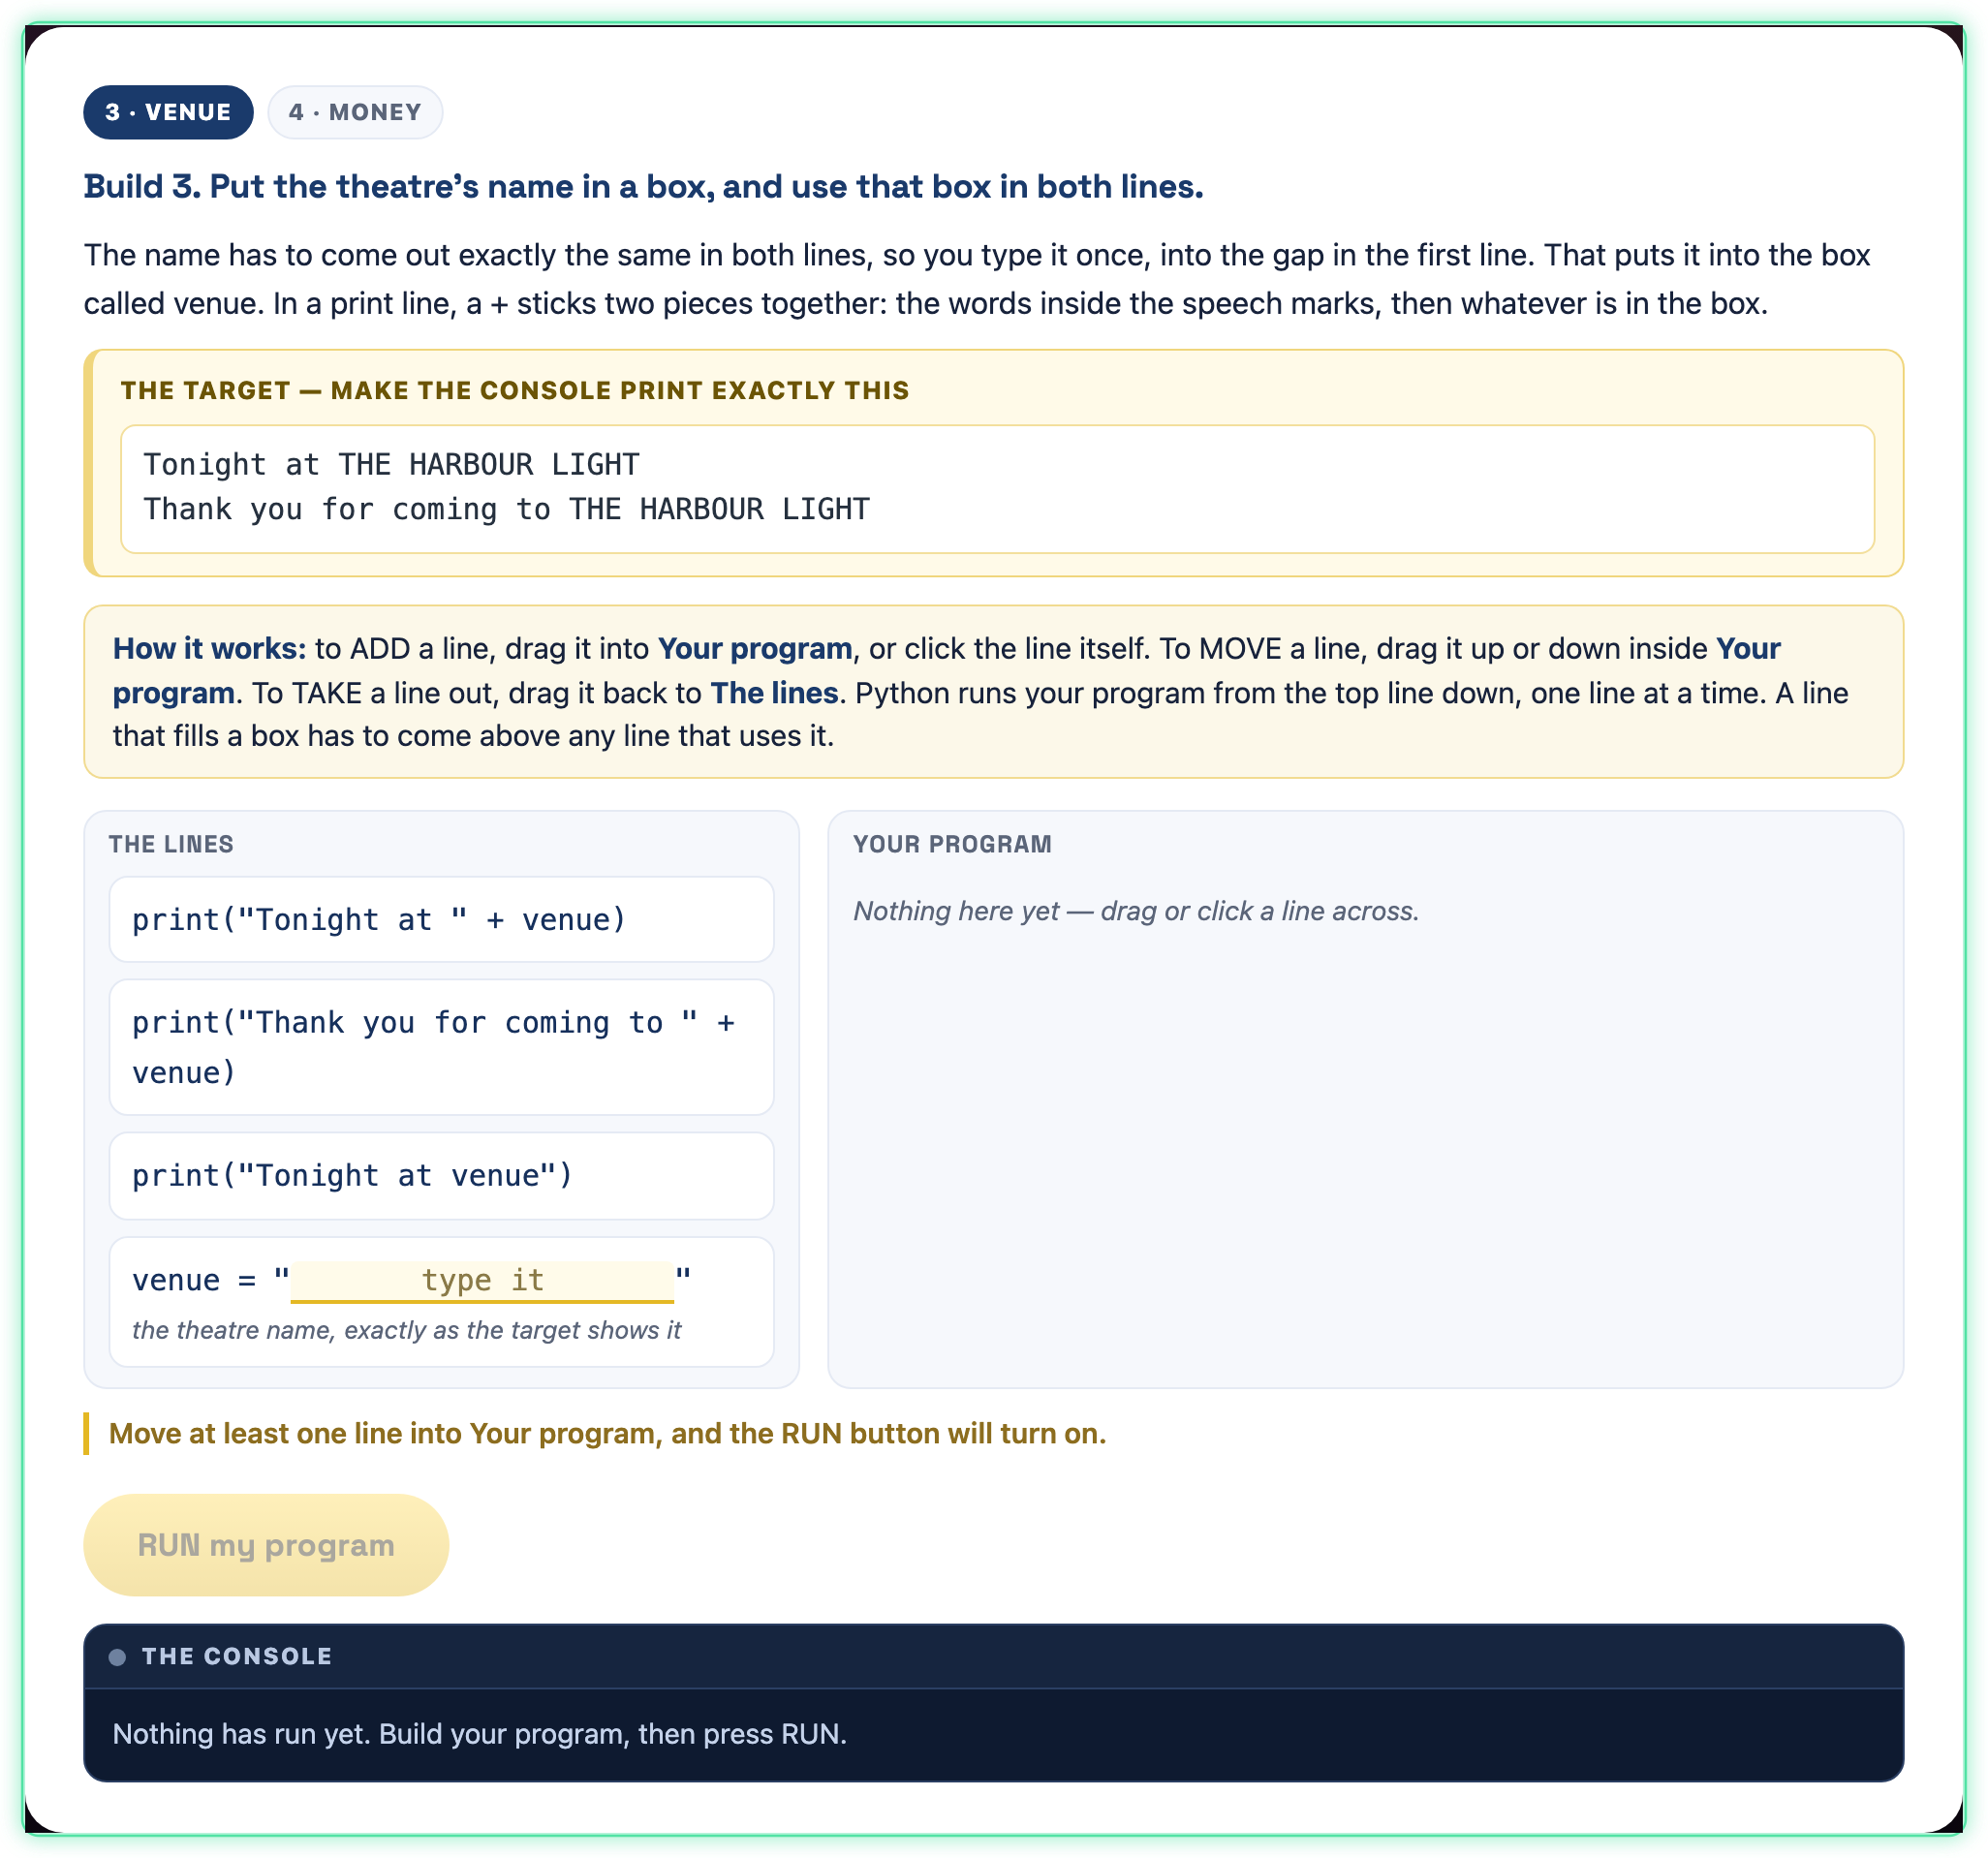 3 · VENUE
4 · MONEY
Build 3. Put the theatre’s name in a box, and use that box in both lines.
The name has to come out exactly the same in both lines, so you type it once, into the gap in the first line. That puts it into the box
called venue. In a print line, a + sticks two pieces together: the words inside the speech marks, then whatever is in the box.
THE TARGET — MAKE THE CONSOLE PRINT EXACTLY THIS
Tonight at THE HARBOUR LIGHT
Thank you for coming to THE HARBOUR LIGHT
How it works: to ADD a line, drag it into Your program, or click the line itself. To MOVE a line, drag it up or down inside Your
program. To TAKE a line out, drag it back to The lines. Python runs your program from the top line down, one line at a time. A line
that fills a box has to come above any line that uses it.
THE LINES
print("Tonight at " + venue)
print("Thank you for coming to " +
venue)
print("Tonight at venue")
venue = "type it"
the theatre name, exactly as the target shows it
YOUR PROGRAM
Nothing here yet — drag or click a line across.
Move at least one line into Your program, and the RUN button will turn on.
RUN my program
THE CONSOLE
Nothing has run yet. Build your program, then press RUN.